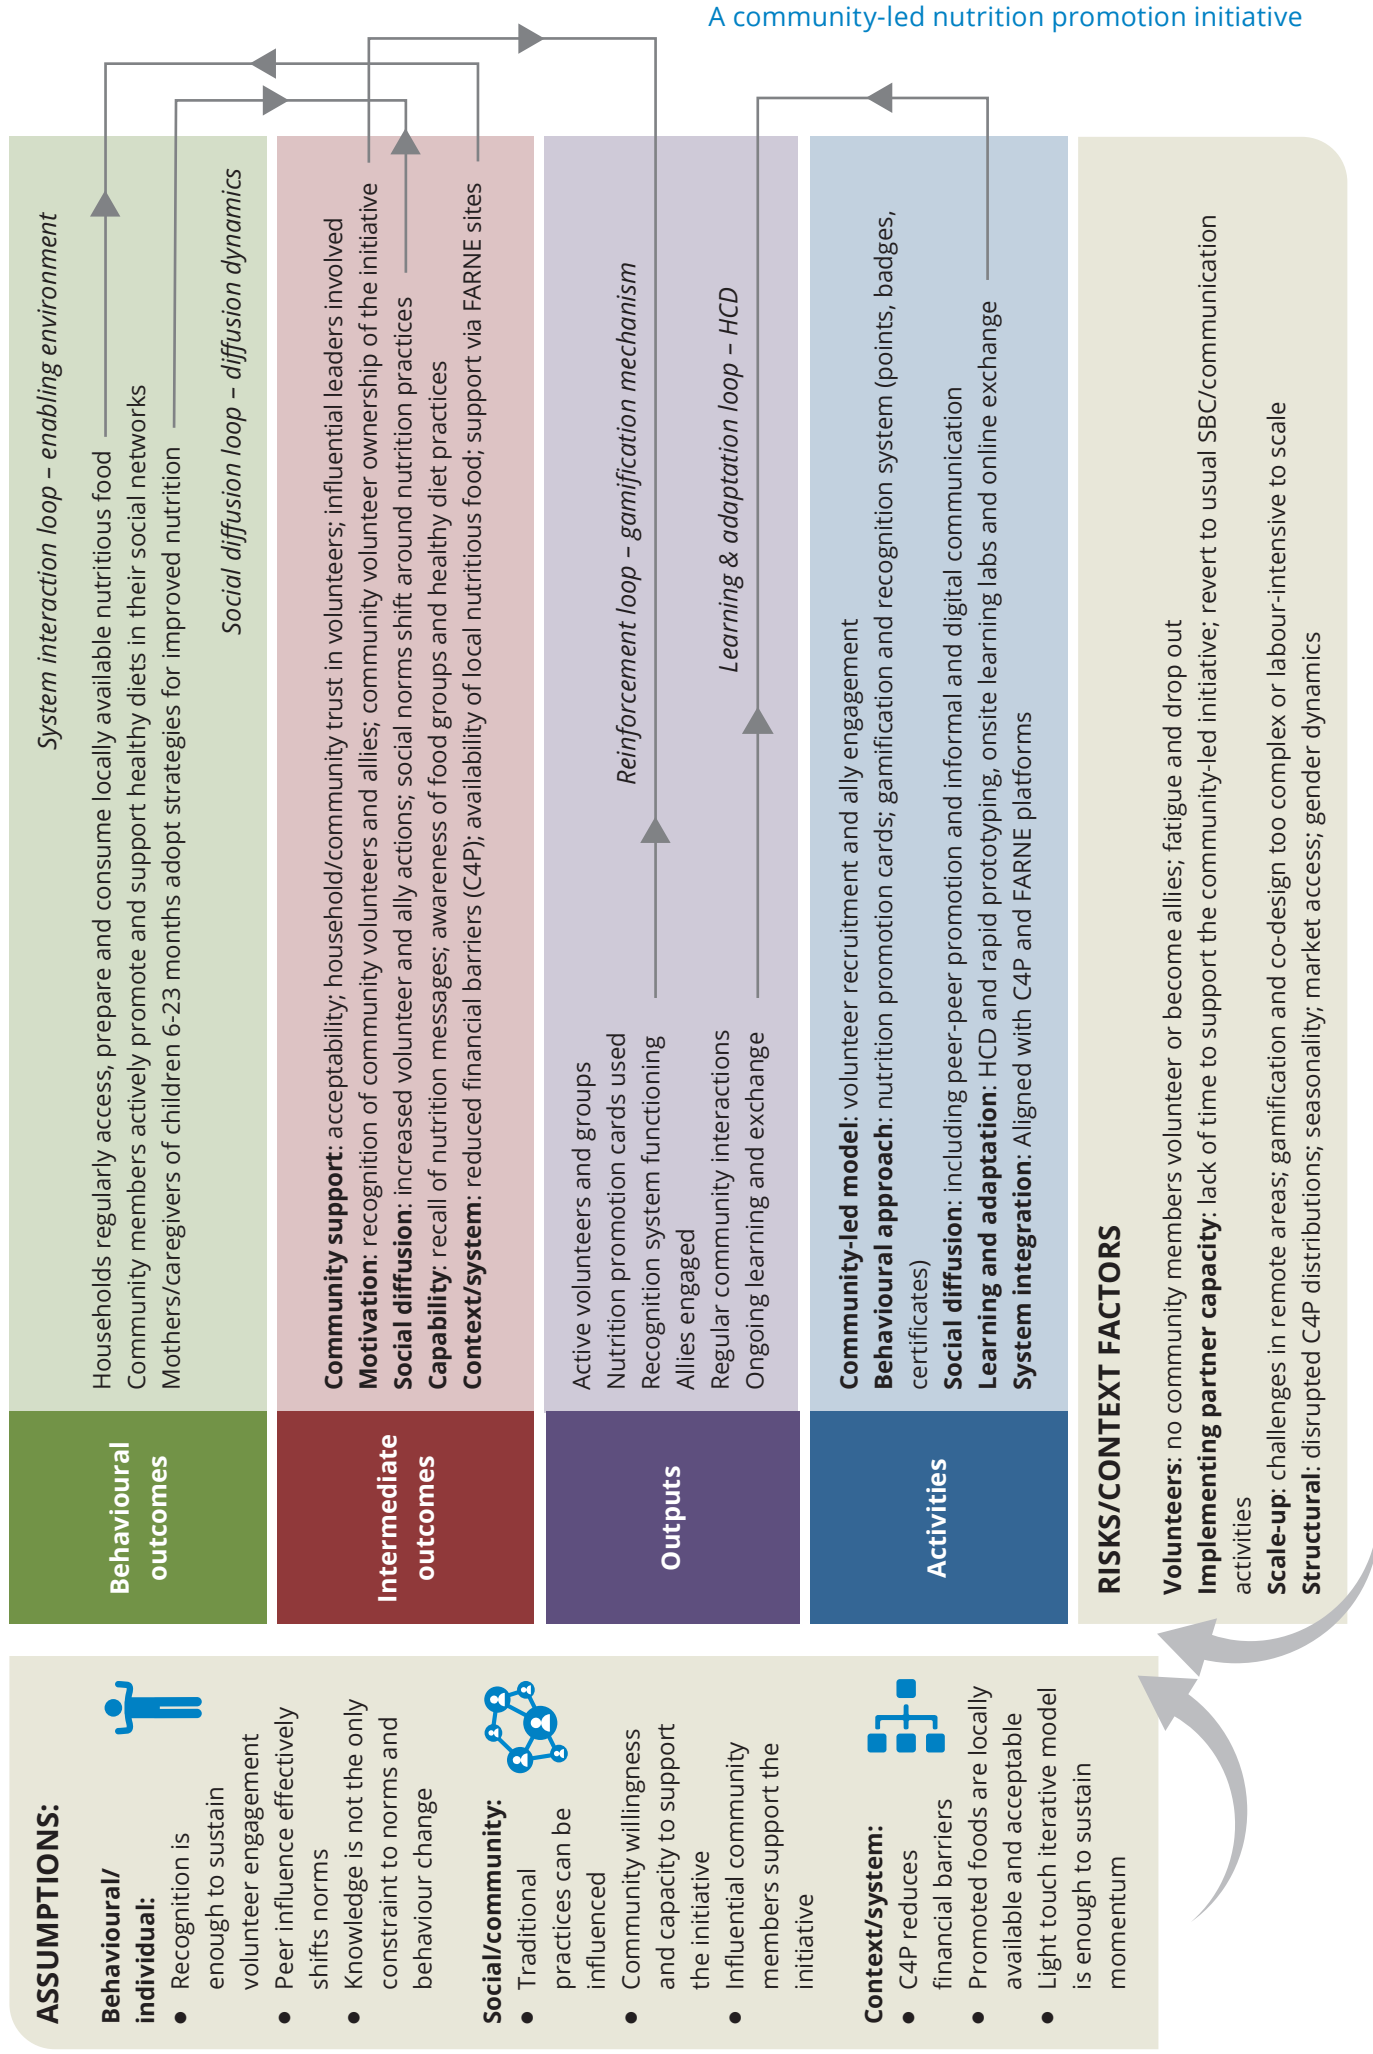 A community-led nutrition promotion initiative
ASSUMPTIONS:
Behavioural/
individual:
● Recognition is
enough to sustain
volunteer engagement
● Peer influence effectively
shifts norms
● Knowledge is not the only
constraint to norms and
behaviour change
Social/community:
● Traditional
practices can be
influenced
● Community willingness
and capacity to support
the initiative
● Influential community
members support the
initiative
Context/system:
● C4P reduces
financial barriers
● Promoted foods are locally
available and acceptable
● Light touch iterative model
is enough to sustain
momentum
Behavioural
outcomes
System interaction loop – enabling environment
Households regularly access, prepare and consume locally available nutritious food
Community members actively promote and support healthy diets in their social networks
Mothers/caregivers of children 6-23 months adopt strategies for improved nutrition
Social diffusion loop – diffusion dynamics
Intermediate
outcomes
Community support: acceptability; household/community trust in volunteers; influential leaders involved
Motivation: recognition of community volunteers and allies; community volunteer ownership of the initiative
Social diffusion: increased volunteer and ally actions; social norms shift around nutrition practices
Capability: recall of nutrition messages; awareness of food groups and healthy diet practices
Context/system: reduced financial barriers (C4P); availability of local nutritious food; support via FARNE sites
Outputs
Active volunteers and groups
Nutrition promotion cards used
Recognition system functioning
Allies engaged
Regular community interactions
Ongoing learning and exchange
Reinforcement loop – gamification mechanism
Learning & adaptation loop – HCD
Activities
Community-led model: volunteer recruitment and ally engagement
Behavioural approach: nutrition promotion cards; gamification and recognition system (points, badges,
certificates)
Social diffusion: including peer-peer promotion and informal and digital communication
Learning and adaptation: HCD and rapid prototyping, onsite learning labs and online exchange
System integration: Aligned with C4P and FARNE platforms
RISKS/CONTEXT FACTORS
Volunteers: no community members volunteer or become allies; fatigue and drop out
Implementing partner capacity: lack of time to support the community-led initiative; revert to usual SBC/communication
activities
Scale-up: challenges in remote areas; gamification and co-design too complex or labour-intensive to scale
Structural: disrupted C4P distributions; seasonality; market access; gender dynamics